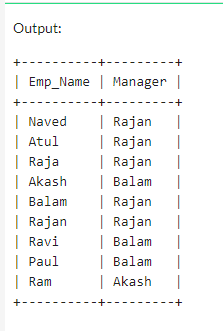 Output:
+----------+---------+
| Emp_Name | Manager |
+----------+---------+
| Naved    | Rajan   |
| Atul     | Rajan   |
| Raja     | Rajan   |
| Akash    | Balam   |
| Balam    | Rajan   |
| Rajan    | Rajan   |
| Ravi     | Balam   |
| Paul     | Balam   |
| Ram      | Akash   |
+----------+---------+